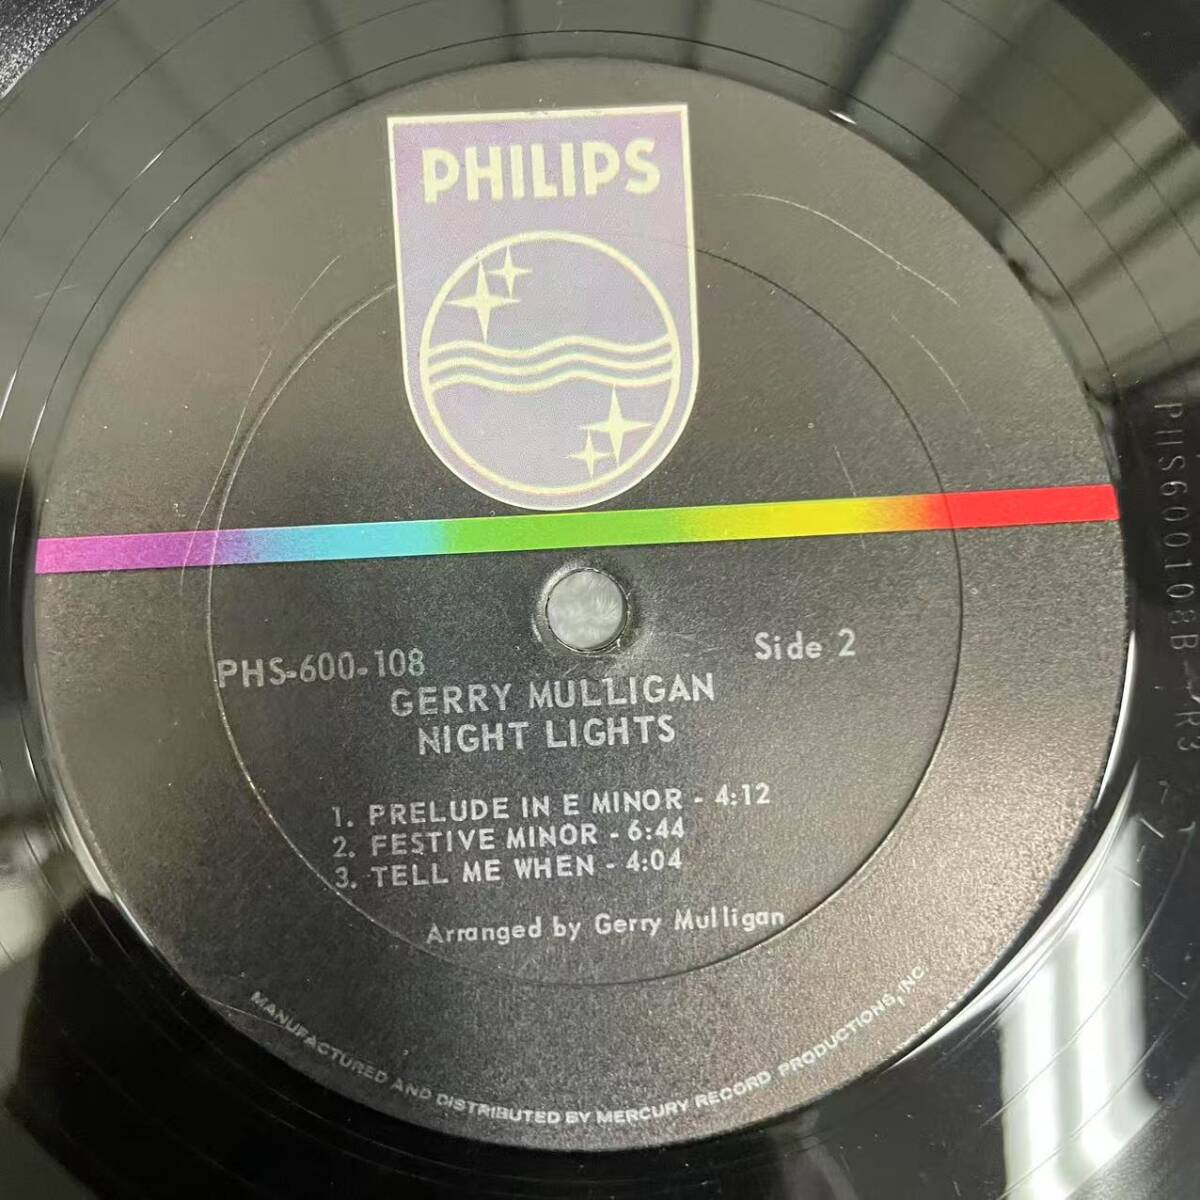 PHILIPS
PHS-600-108
Side 2
GERRY MULLIGAN
NIGHT LIGHTS
1. PRELUDE IN E MINOR - 4:12
2. FESTIVE MINOR - 6:44
3. TELL ME WHEN - 4:04
Arranged by Gerry Mulligan
MANUFACTURED AND DISTRIBUTED BY MERCURY RECORD PRODUCTIONS, INC.
PHS600108B